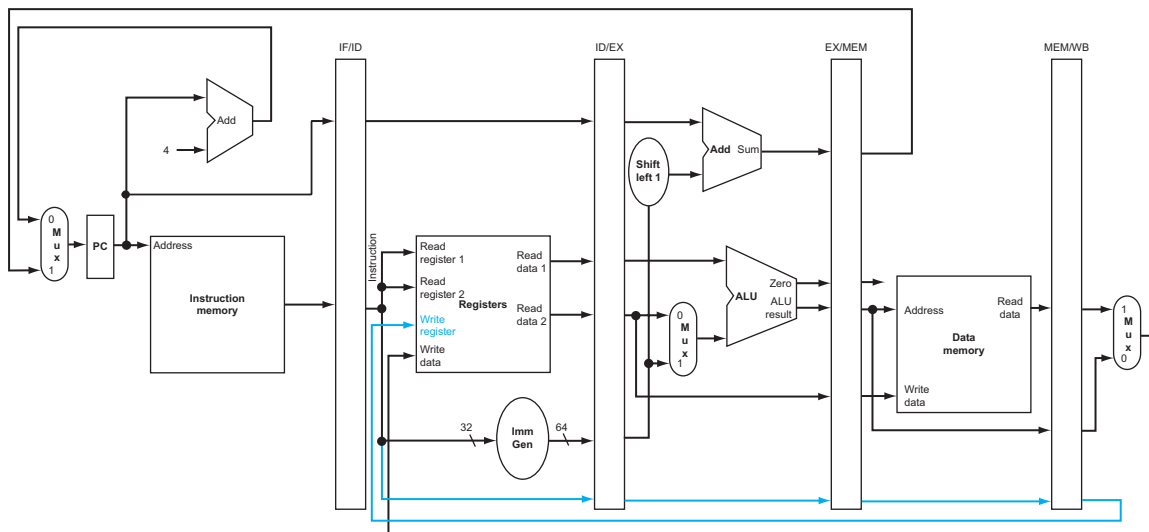 IF/ID
ID/EX
EX/MEM
MEM/WB
Add
4
Add Sum
Shift
left 1
0
M
u
x
1
PC
Address
Instruction
memory
Instruction
Read
register 1
Read
register 2
Registers
Write
register
Write
data
Read
data 1
Read
data 2
0
M
u
x
1
ALU
Zero
ALU
result
Address
Read
data
Data
memory
Write
data
1
M
u
x
0
32
Imm
Gen
64